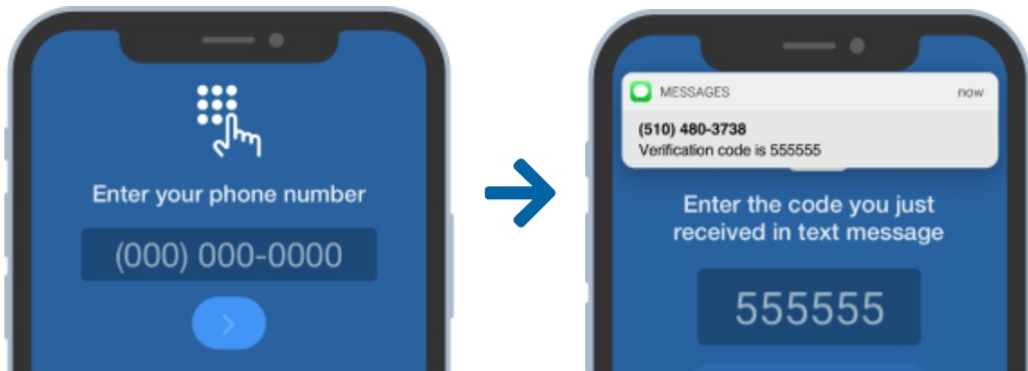 Enter your phone number
(000) 000-0000
MESSAGES
now
(510) 480-3738
Verification code is 555555
Enter the code you just
received in text message
555555